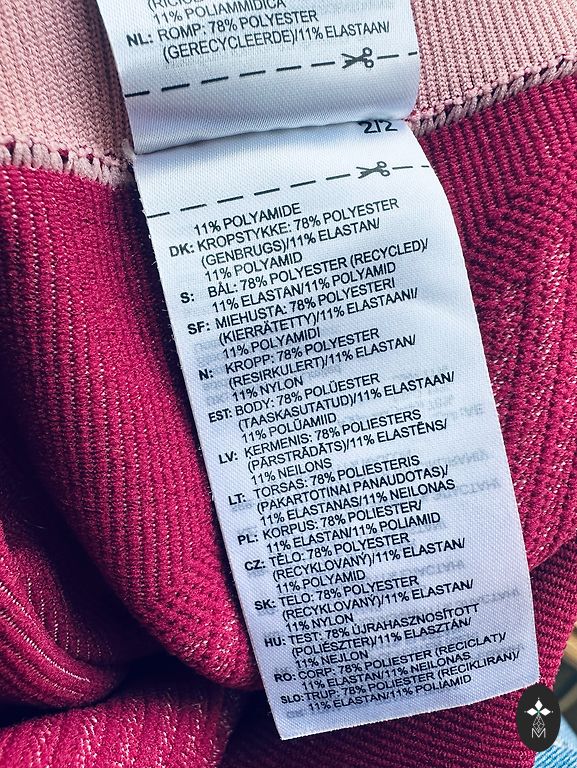 (RICICL
11% POLIAMMIDICA
NL: ROMP: 78% POLYESTER
(GERECYCLEERDE)/11% ELASTAAN/
2/2
11% POLYAMIDE
DK: KROPSTYKKE: 78% POLYESTER
(GENBRUGS)/11% ELASTAN/
11% POLYAMID
S: BÅL: 78% POLYESTER (RECYCLED)/
11% ELASTAN/11% POLYAMID
SF: MIEHUSTA: 78% POLYESTERI
(KIERRÄTETTY)/11% ELASTAANI/
11% POLYAMIDI
N: KROPP: 78% POLYESTER
(RESIRKULERT)/11% ELASTAN/
11% NYLON
EST: BODY: 78% POLÜESTER
(TAASKASUTATUD)/11% ELASTAAN/
11% POLÜAMIID
LV: ĶERMENIS: 78% POLIESTERS
(PĀRSTRĀDĀTS)/11% ELASTĒNS/
11% NEILONS
LT: TORSAS: 78% POLIESTERIS
(PAKARTOTINAI PANAUDOTAS)/
11% ELASTANAS/11% NEILONAS
PL: KORPUS: 78% POLIESTER/
11% ELASTAN/11% POLIAMID
CZ: TĚLO: 78% POLYESTER
(RECYKLOVANÝ)/11% ELASTAN/
11% POLYAMID
SK: TELO: 78% POLYESTER
(RECYKLOVANÝ)/11% ELASTAN/
11% NYLON
HU: TEST: 78% ÚJRAHASZNOSÍTOTT
(POLIÉSZTER)/11% ELASZTÁN/
11% NEJLON
RO: CORP: 78% POLIESTER (RECICLAT)/
11% ELASTAN/11% NEILONAS
SLO: TRUP: 78% POLIESTER (RECIKLIRAN)/
11% ELASTAN/11% POLIAMID